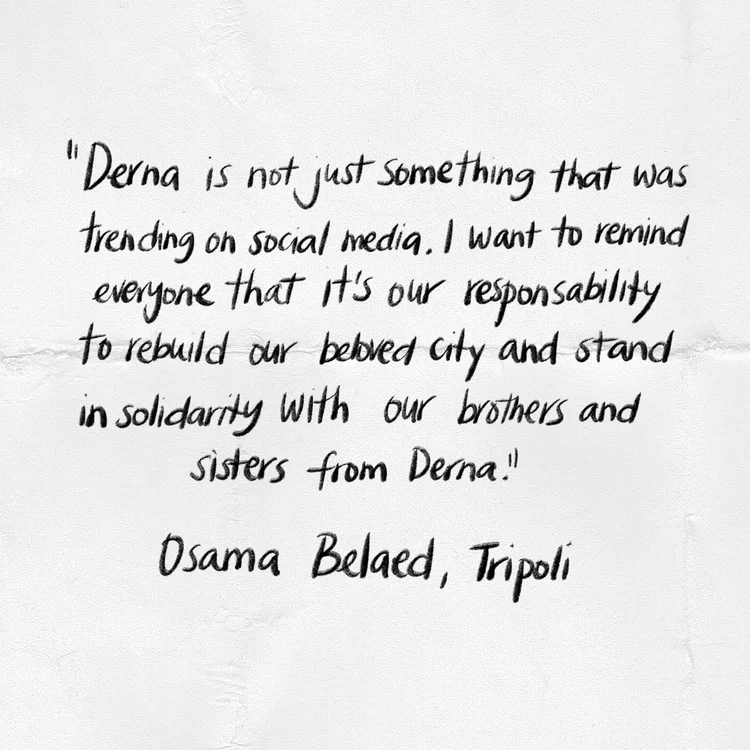 "Derna is not just something that was
trending on social media. I want to remind
everyone that it's our responsability
to rebuild our beloved city and stand
in solidarity with our brothers and
sisters from Derna."
Osama Belaed, Tripoli